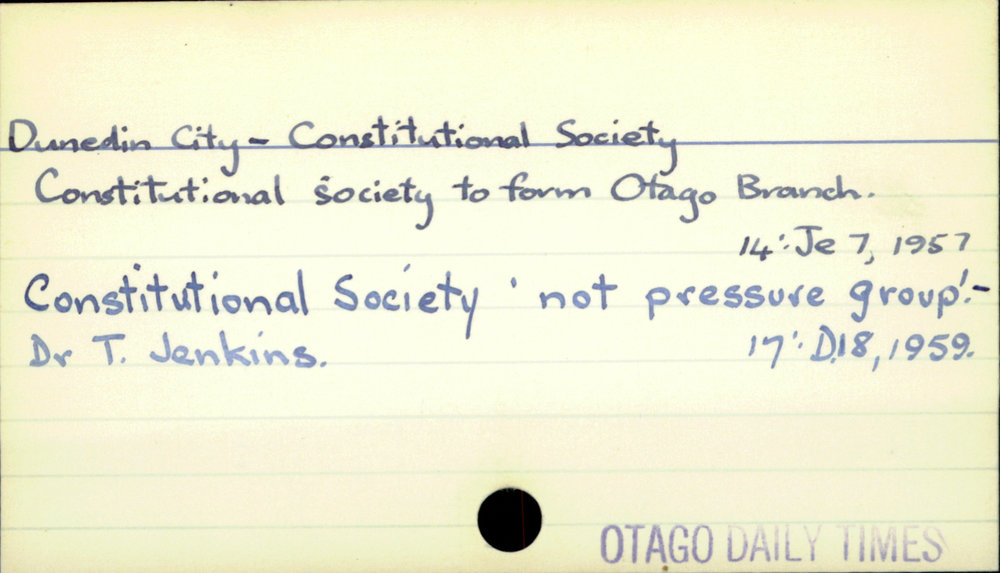 Dunedin City - Constitutional Society
Constitutional society to form Otago Branch.
14": Je 7, 1957
Constitutional Society 'not pressure group'.-
Dr T. Jenkins.
17": D.18, 1959.
OTAGO DAILY TIMES